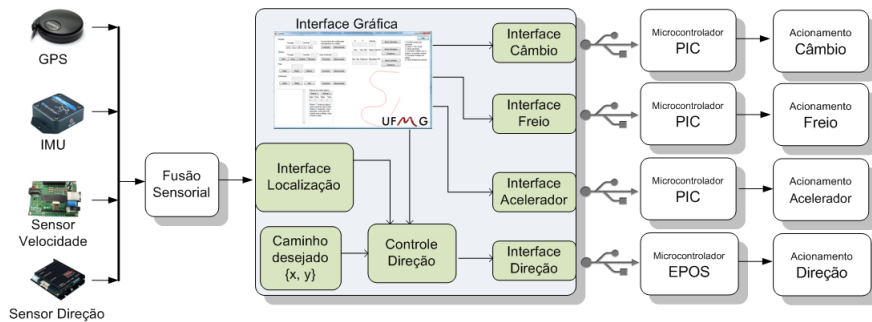 GPS
IMU
Sensor
Velocidade
Sensor Direção
Fusão
Sensorial
Interface Gráfica
UFMG
Interface
Localização
Caminho
desejado
{x, y}
Controle
Direção
Interface
Câmbio
Interface
Freio
Interface
Acelerador
Interface
Direção
Microcontrolador
PIC
Microcontrolador
PIC
Microcontrolador
PIC
Microcontrolador
EPOS
Acionamento
Câmbio
Acionamento
Freio
Acionamento
Acelerador
Acionamento
Direção